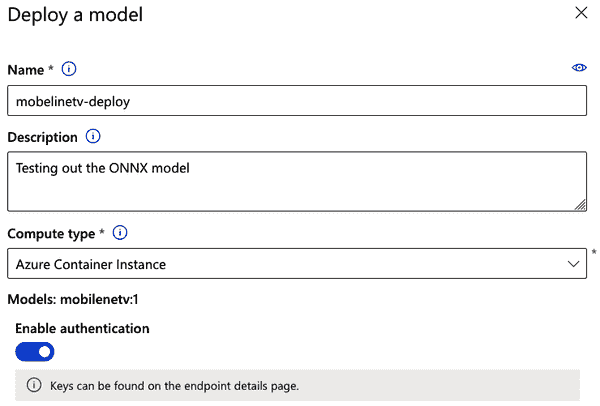 Deploy a model
Name *
mobelinetv-deploy
Description
Testing out the ONNX model
Compute type *
Azure Container Instance
*
Models: mobilenetv:1
Enable authentication
Keys can be found on the endpoint details page.